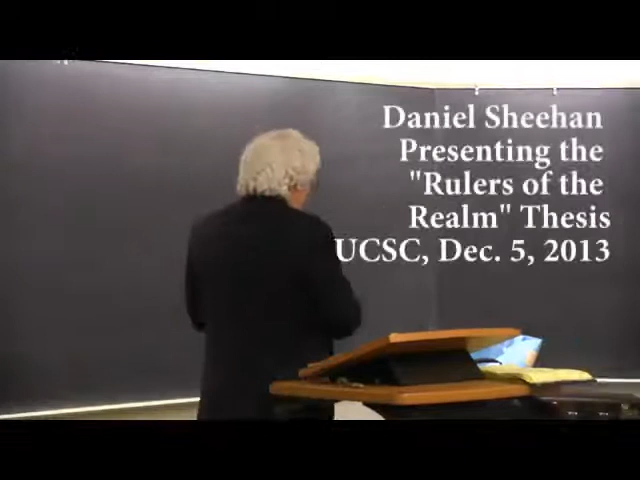 Daniel Sheehan
Presenting the
"Rulers of the
Realm" Thesis
UCSC, Dec. 5, 2013